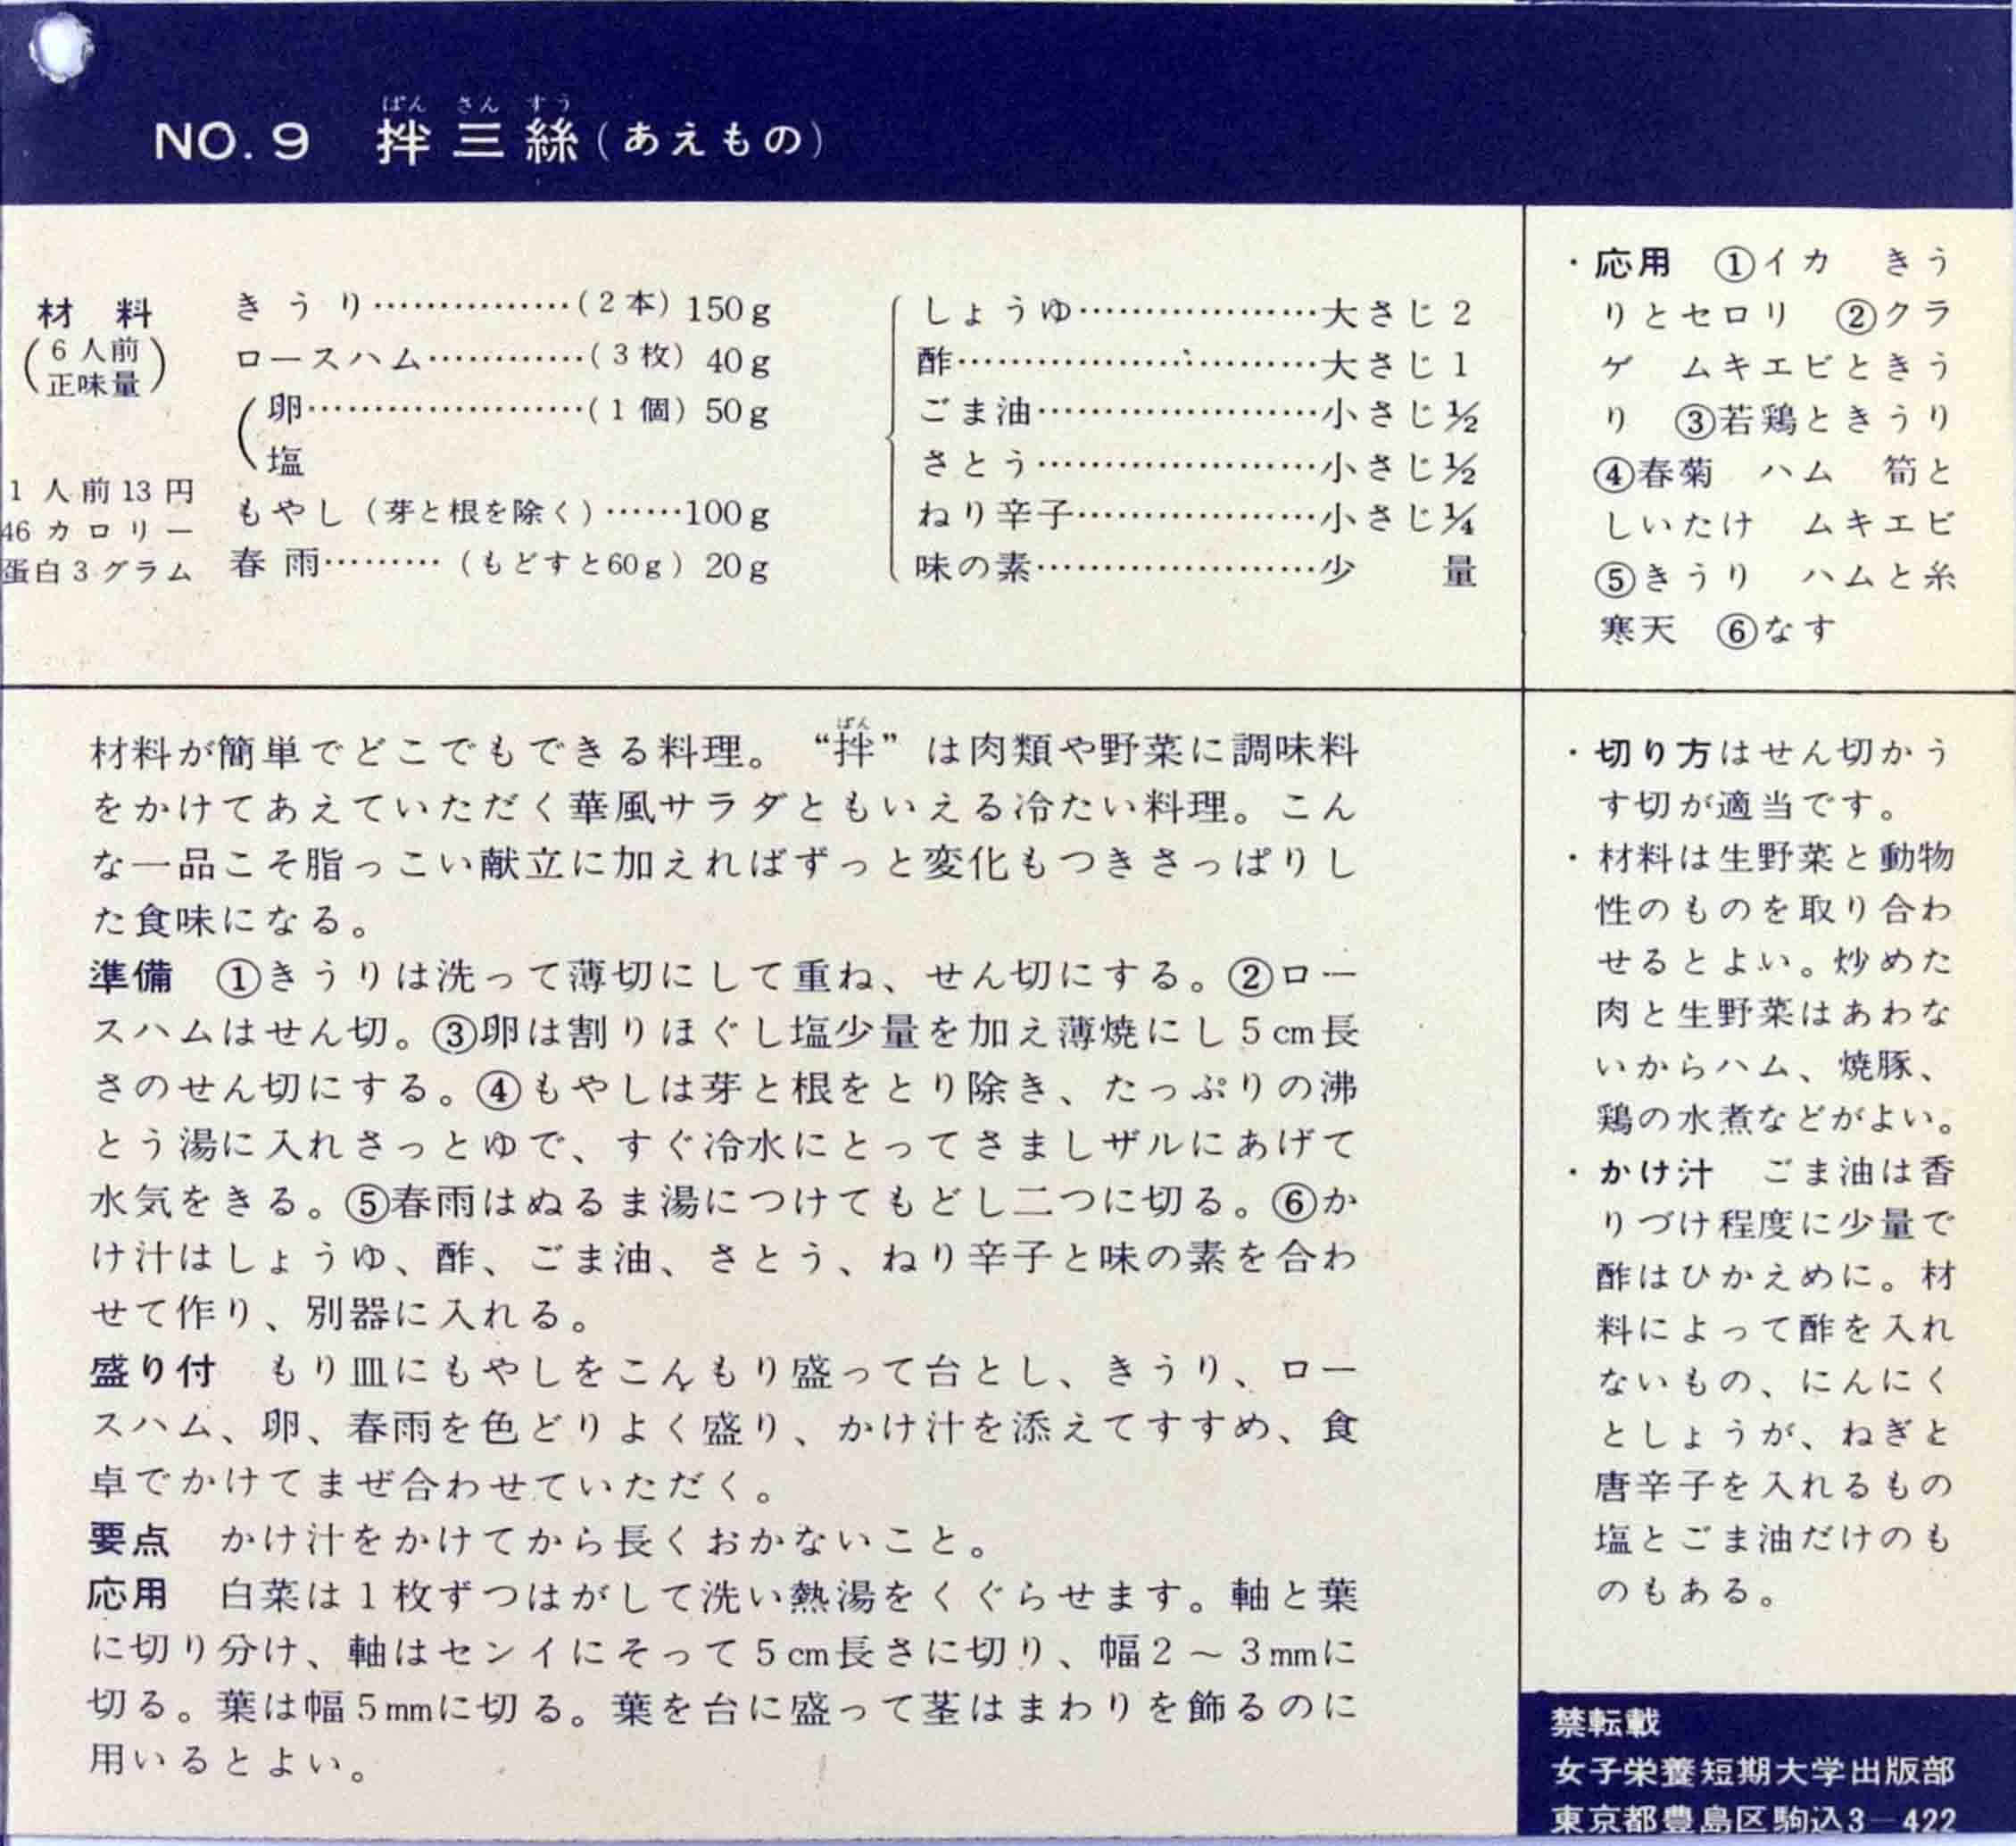 ばん さん すう
NO. 9 拌三絲(あえもの)
材 料
(6人前
正味量)
1人前13円
46カロリー
蛋白3グラム
きうり……………(2本) 150g
ロースハム…………(3枚) 40g
卵…………………(1個) 50g
塩
もやし(芽と根を除く)……100g
春雨………(もどすと60g) 20g
しょうゆ………………大さじ2
酢………………………大さじ1
ごま油…………………小さじ½
さとう…………………小さじ½
ねり辛子………………小さじ¼
味の素…………………少 量
・応用 ①イカ きう
りとセロリ ②クラ
ゲ ムキエビときう
り ③若鶏ときうり
④春菊 ハム 筍と
しいたけ ムキエビ
⑤きうり ハムと糸
寒天 ⑥なす
ばん
材料が簡単でどこでもできる料理。“拌”は肉類や野菜に調味料
をかけてあえていただく華風サラダともいえる冷たい料理。こん
な一品こそ脂っこい献立に加えればずっと変化もつきさっぱりし
た食味になる。
準備 ①きうりは洗って薄切にして重ね、せん切にする。②ロー
スハムはせん切。③卵は割りほぐし塩少量を加え薄焼にし5cm長
さのせん切にする。④もやしは芽と根をとり除き、たっぷりの沸
とう湯に入れさっとゆで、すぐ冷水にとってさましザルにあげて
水気をきる。⑤春雨はぬるま湯につけてもどし二つに切る。⑥か
け汁はしょうゆ、酢、ごま油、さとう、ねり辛子と味の素を合わ
せて作り、別器に入れる。
盛り付 もり皿にもやしをこんもり盛って台とし、きうり、ロー
スハム、卵、春雨を色どりよく盛り、かけ汁を添えてすすめ、食
卓でかけてまぜ合わせていただく。
要点 かけ汁をかけてから長くおかないこと。
応用 白菜は1枚ずつはがして洗い熱湯をくぐらせます。軸と葉
に切り分け、軸はセンイにそって5cm長さに切り、幅2～3mmに
切る。葉は幅5mmに切る。葉を台に盛って茎はまわりを飾るのに
用いるとよい。
・切り方はせん切かう
す切が適当です。
・材料は生野菜と動物
性のものを取り合わ
せるとよい。炒めた
肉と生野菜はあわな
いからハム、焼豚、
鶏の水煮などがよい。
・かけ汁 ごま油は香
りづけ程度に少量で
酢はひかえめに。材
料によって酢を入れ
ないもの、にんにく
としょうが、ねぎと
唐辛子を入れるもの
塩とごま油だけのも
のもある。
禁転載
女子栄養短期大学出版部
東京都豊島区駒込3－422